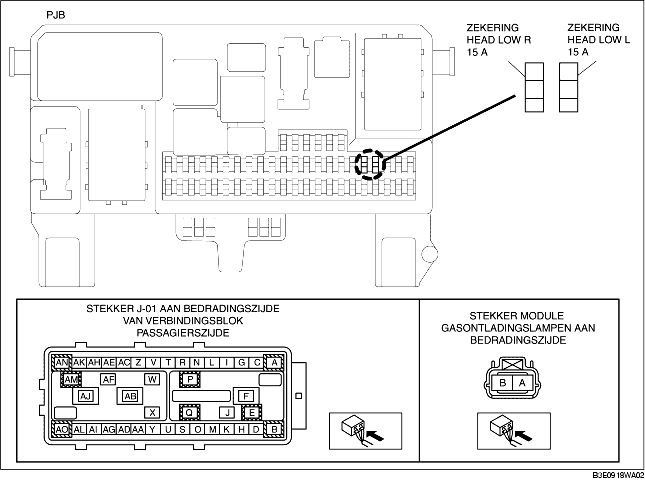 PJB
ZEKERING
HEAD LOW R
15 A
ZEKERING
HEAD LOW L
15 A
STEKKER J-01 AAN BEDRADINGSZIJDE
VAN VERBINDINGSBLOK
PASSAGIERSZIJDE
AN AK AH AE AC Z V T R N L I G C A
AM AF W P
AJ AB F
X Q J E
AO AL AI AG AD AA Y U S O M K H D B
STEKKER MODULE
GASONTLADINGSLAMPEN AAN
BEDRADINGSZIJDE
B A
B3E0918WA02